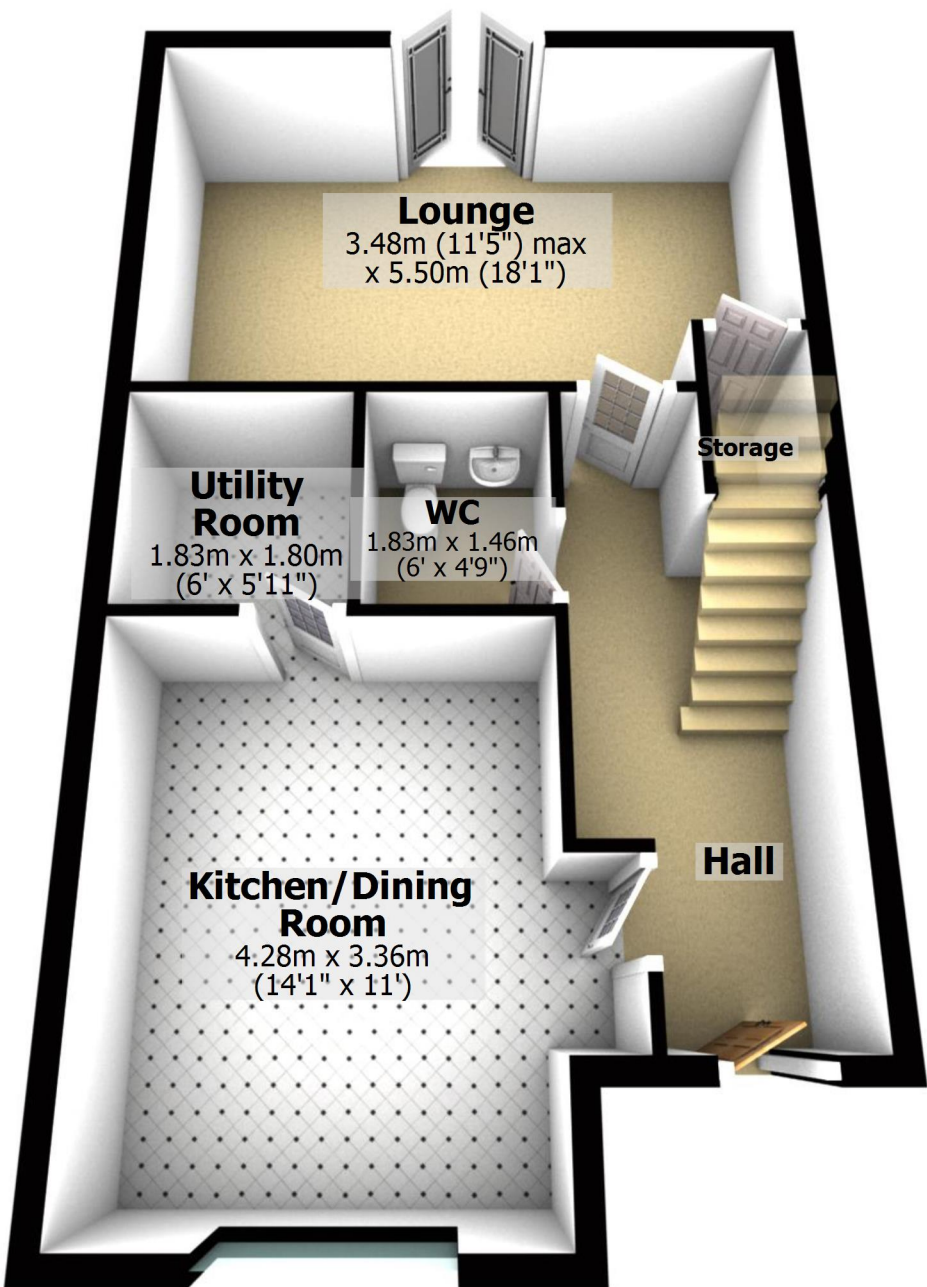 Lounge
3.48m (11'5") max
x 5.50m (18'1")
Storage
Utility
Room
1.83m x 1.80m
(6' x 5'11")
WC
1.83m x 1.46m
(6' x 4'9")
Hall
Kitchen/Dining
Room
4.28m x 3.36m
(14'1" x 11')